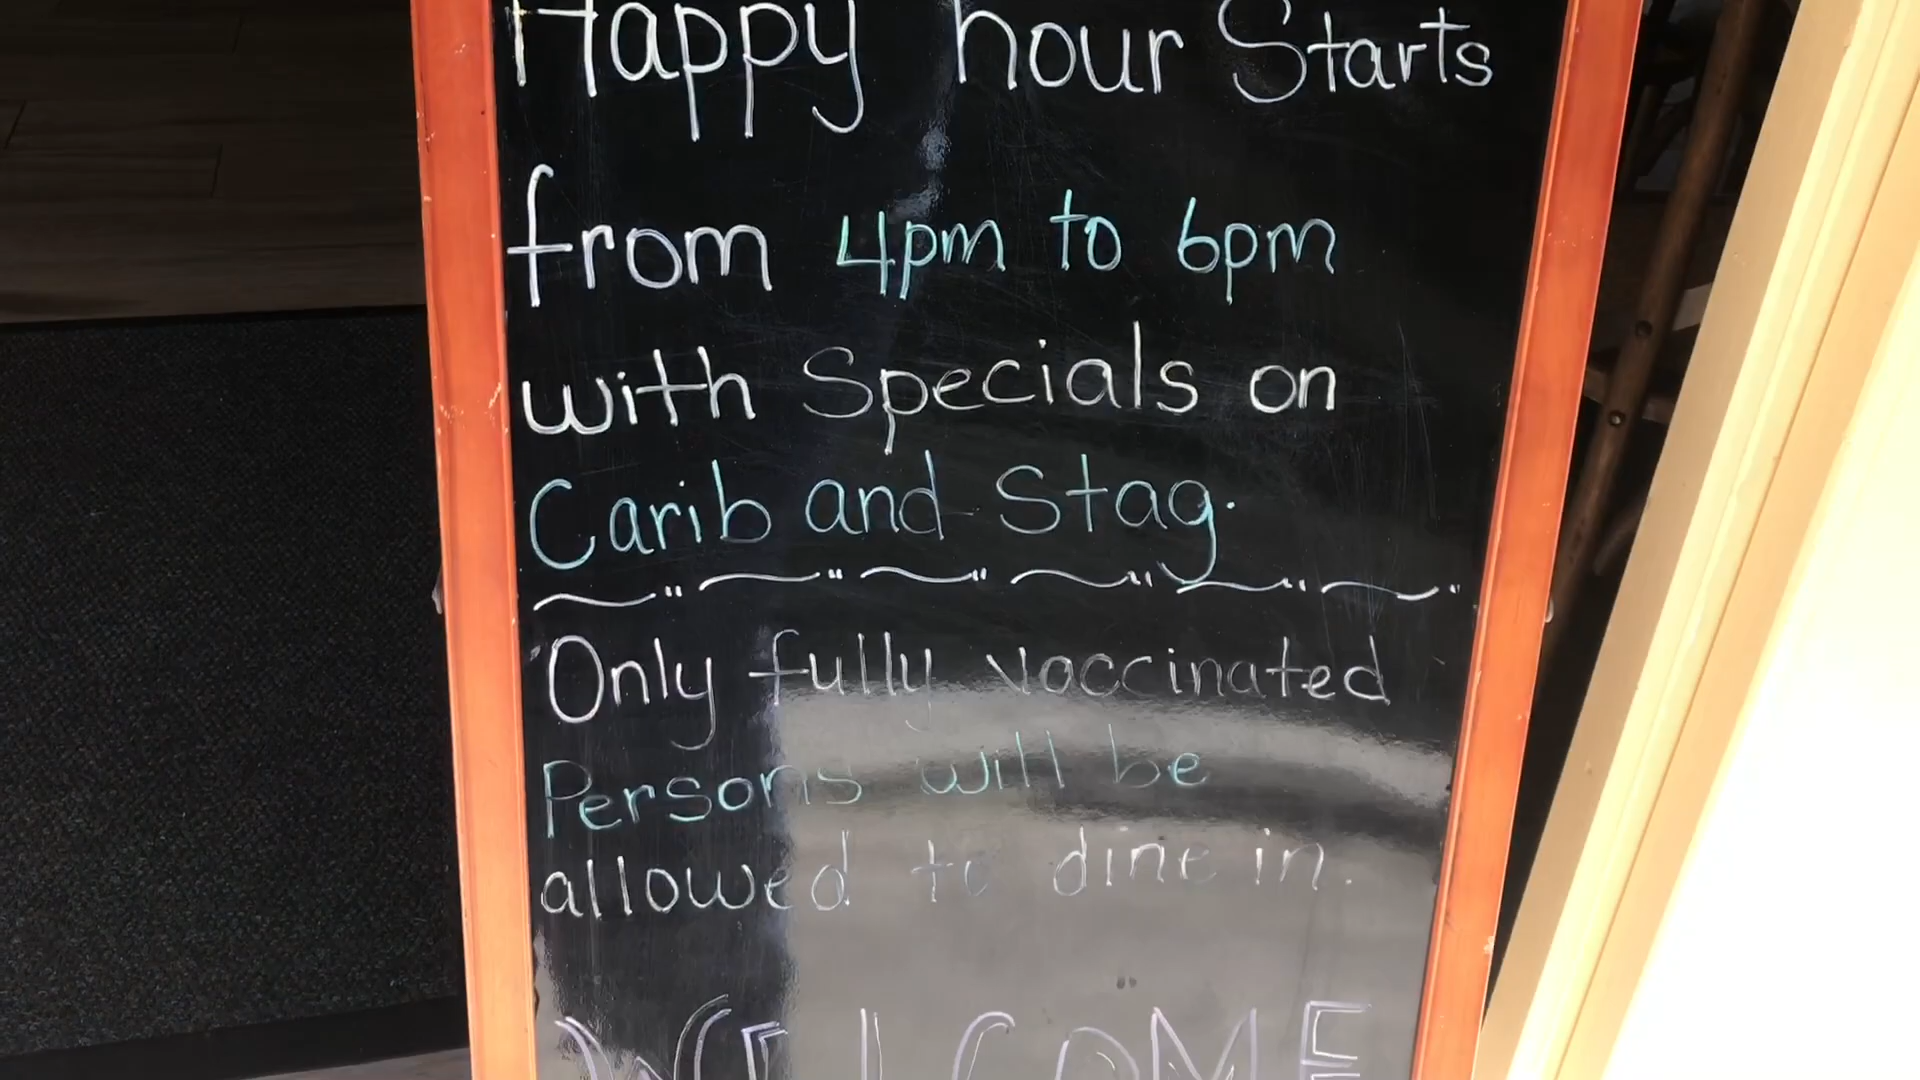 Happy hour Starts
from 4pm to 6pm
with Specials on
Carib and Stag.
Only fully vaccinated
Persons will be
allowed to dine in.
WELCOME